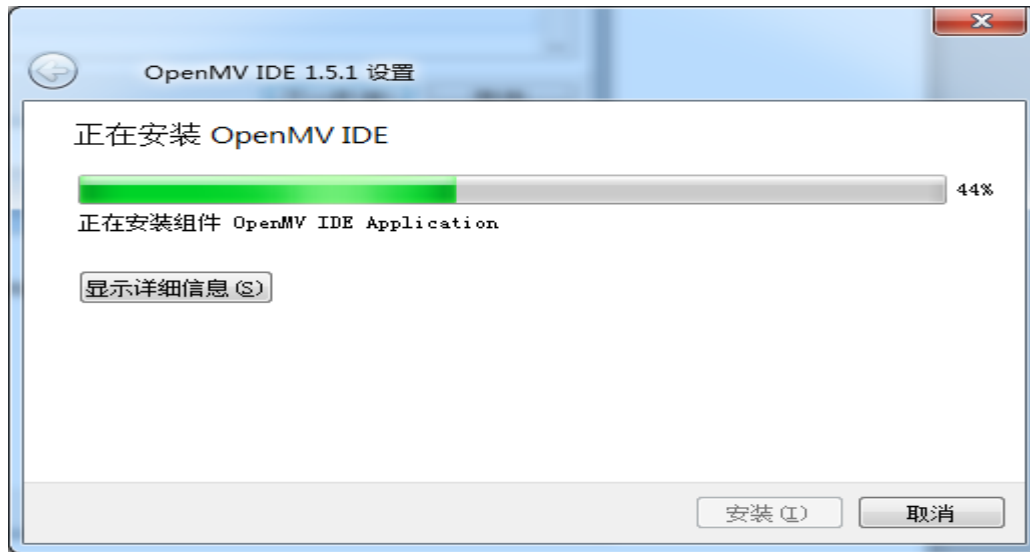 OpenMV IDE 1.5.1 设置
正在安装 OpenMV IDE
44%
正在安装组件 OpenMV IDE Application
显示详细信息(S)
安装(I)
取消